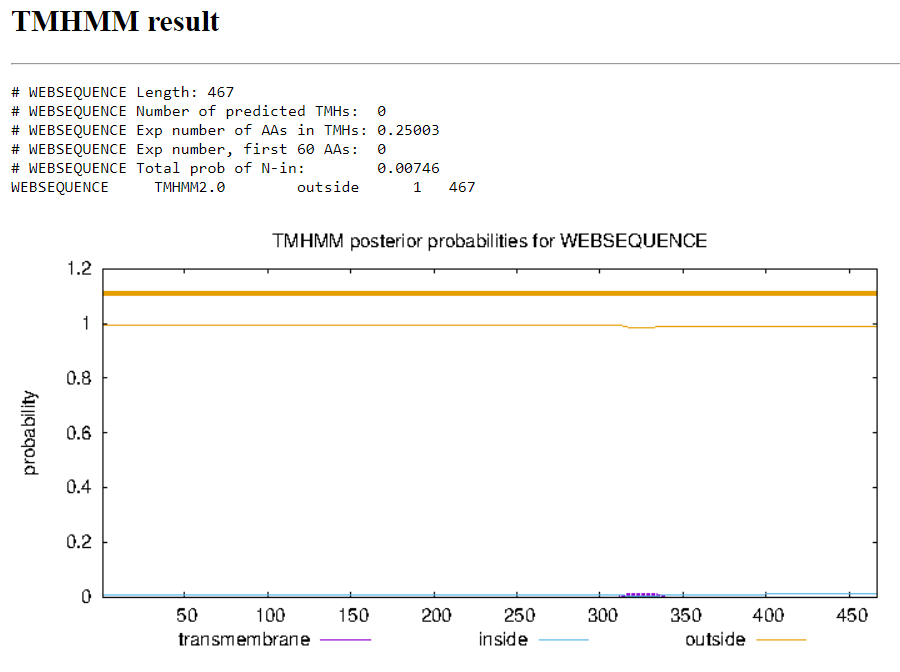 TMHMM result
# WEBSEQUENCE Length: 467
# WEBSEQUENCE Number of predicted TMHs:  0
# WEBSEQUENCE Exp number of AAs in TMHs: 0.25003
# WEBSEQUENCE Exp number, first 60 AAs:  0
# WEBSEQUENCE Total prob of N-in:        0.00746
WEBSEQUENCE     TMHMM2.0        outside      1   467
TMHMM posterior probabilities for WEBSEQUENCE
1.2
1
0.8
0.6
0.4
0.2
0
probability
50 100 150 200 250 300 350 400 450
transmembrane inside outside